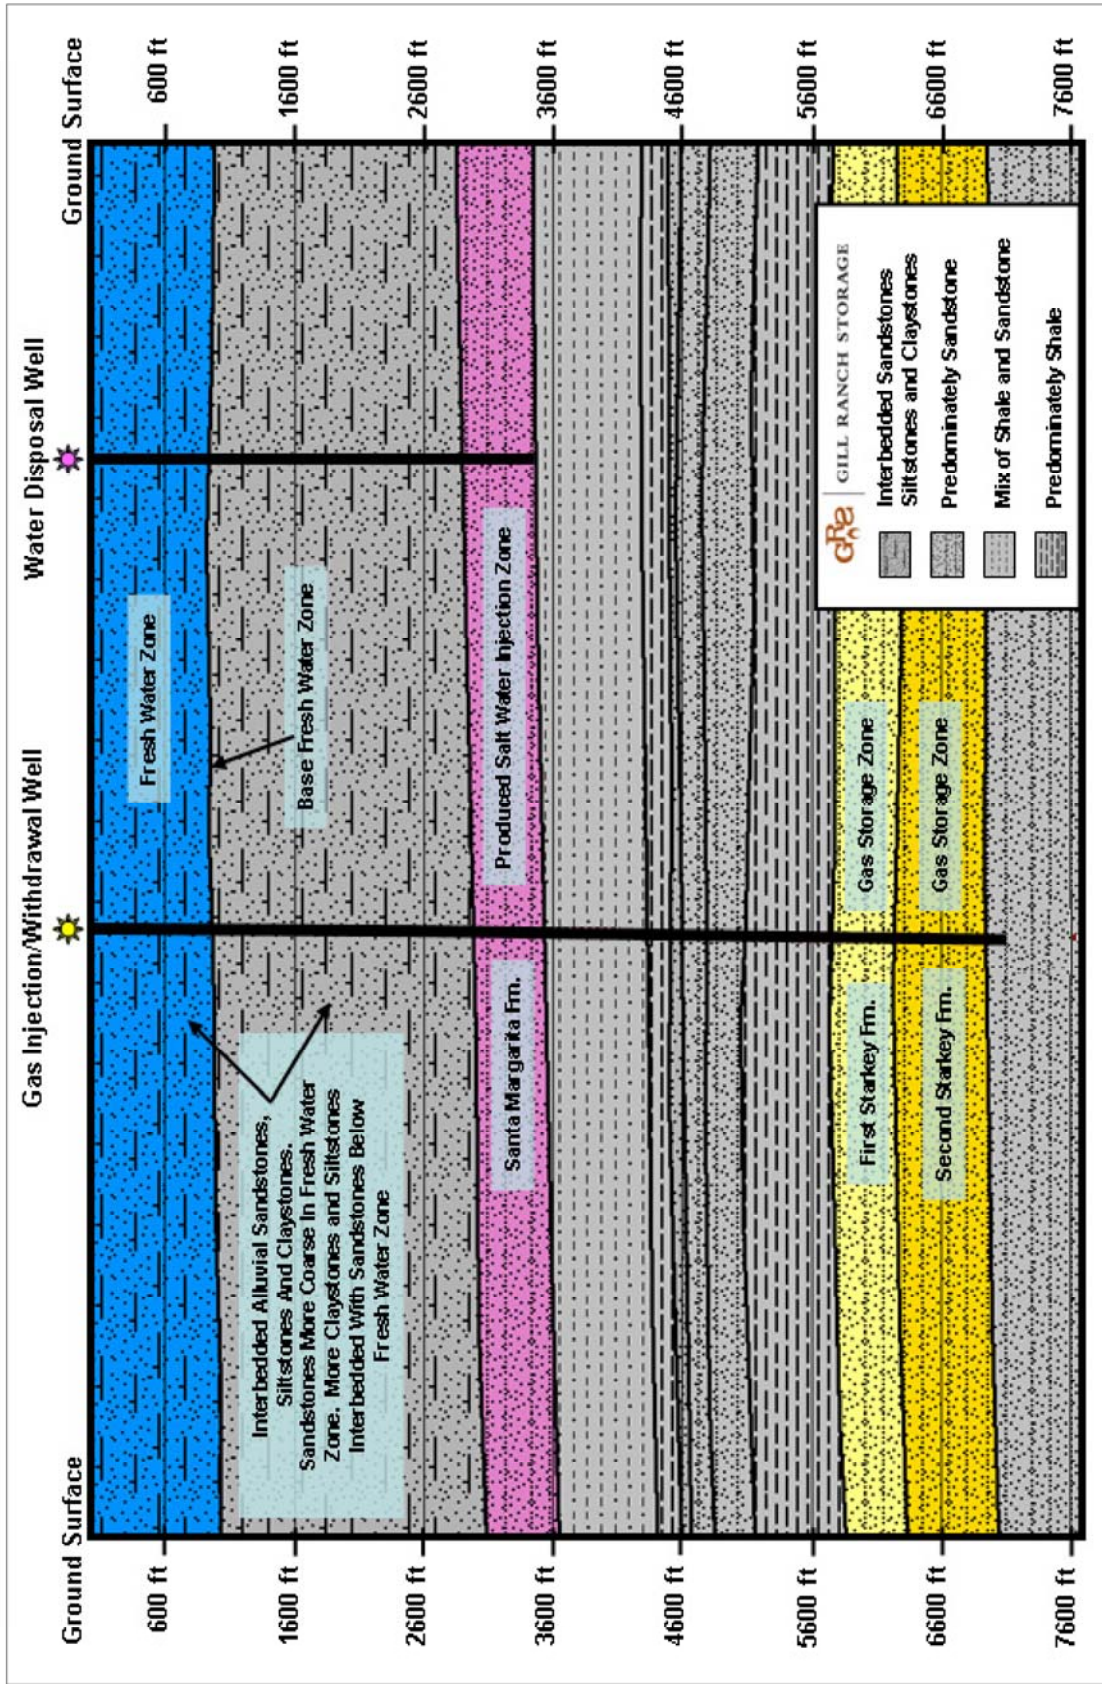 Gas Injection/Withdrawal Well
Water Disposal Well
Ground Surface
Ground Surface
600 ft
600 ft
1600 ft
1600 ft
2600 ft
2600 ft
3600 ft
3600 ft
4600 ft
4600 ft
5600 ft
5600 ft
6600 ft
6600 ft
7600 ft
7600 ft
Fresh Water Zone
Base Fresh Water Zone
Interbedded Alluvial Sandstones,
Siltstones And Claystones.
Sandstones More Coarse In Fresh Water
Zone. More Claystones and Siltstones
Interbedded With Sandstones Below
Fresh Water Zone
Santa Margarita Fm.
Produced Salt Water Injection Zone
First Starkey Fm.
Gas Storage Zone
Second Starkey Fm.
Gas Storage Zone
GRS | GILL RANCH STORAGE
Interbedded Sandstones
Siltstones and Claystones
Predominately Sandstone
Mix of Shale and Sandstone
Predominately Shale